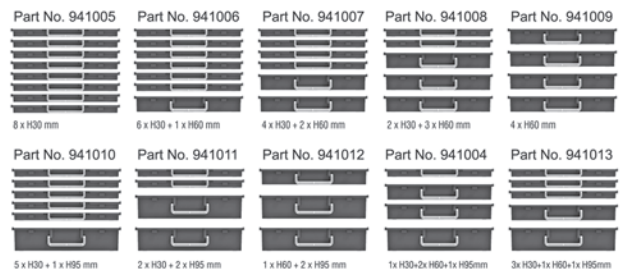 Part No. 941005
Part No. 941006
Part No. 941007
Part No. 941008
Part No. 941009
8 x H30 mm
6 x H30 + 1 x H60 mm
4 x H30 + 2 x H60 mm
2 x H30 + 3 x H60 mm
4 x H60 mm
Part No. 941010
Part No. 941011
Part No. 941012
Part No. 941004
Part No. 941013
5 x H30 + 1 x H95 mm
2 x H30 + 2 x H95 mm
1 x H60 + 2 x H95 mm
1x H30+2x H60+1x H95mm
3x H30+1x H60+1x H95mm